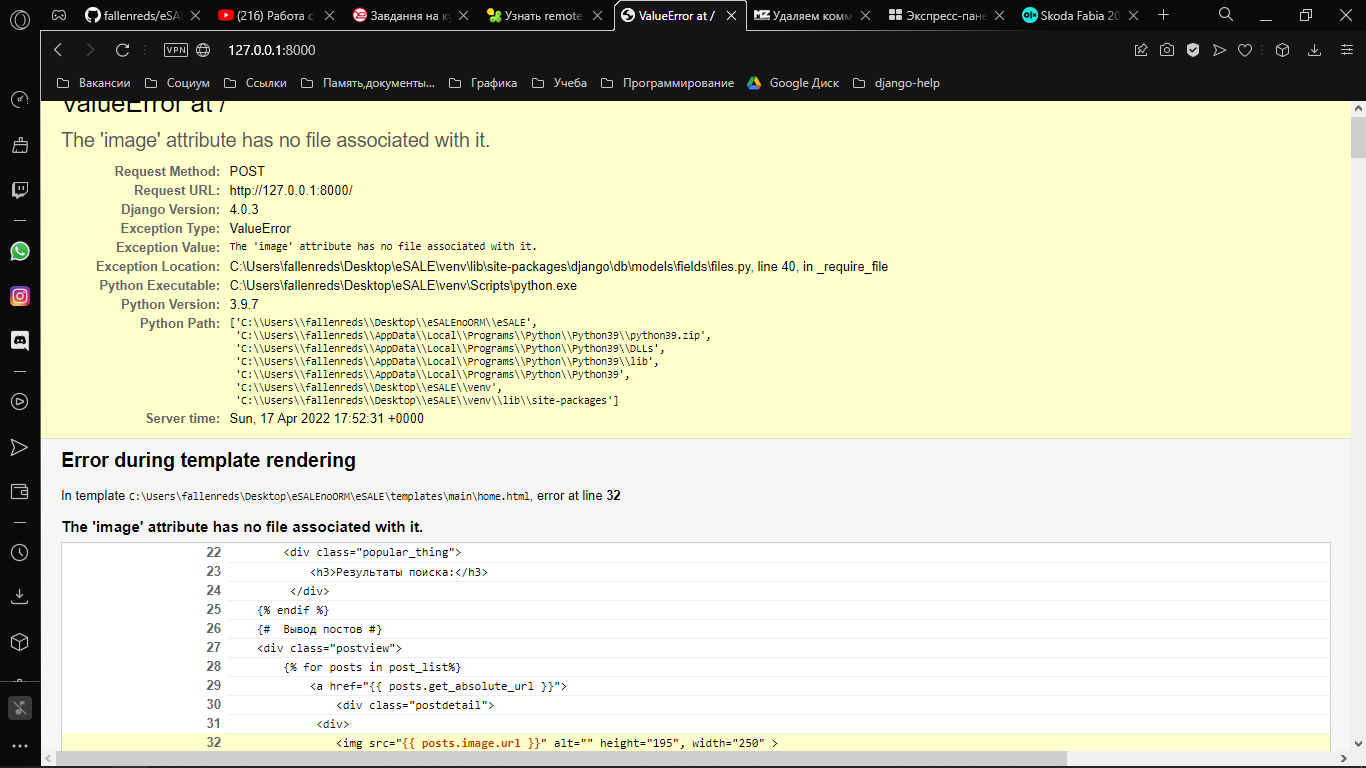 fallenreds/eSA
(216) Работа с
Завдання на к
Узнать remote
ValueError at /
Удаляем комм
Экспресс-пане
Skoda Fabia 20
VPN
127.0.0.1:8000
Вакансии
Социум
Ссылки
Память,документы...
Графика
Учеба
Программирование
Google Диск
django-help
ValueError at /
The 'image' attribute has no file associated with it.
Request Method: POST
Request URL: http://127.0.0.1:8000/
Django Version: 4.0.3
Exception Type: ValueError
Exception Value: The 'image' attribute has no file associated with it.
Exception Location: C:\Users\fallenreds\Desktop\eSALE\venv\lib\site-packages\django\db\models\fields\files.py, line 40, in _require_file
Python Executable: C:\Users\fallenreds\Desktop\eSALE\venv\Scripts\python.exe
Python Version: 3.9.7
Python Path: ['C:\\Users\\fallenreds\\Desktop\\eSALEnoORM\\eSALE',
'C:\\Users\\fallenreds\\AppData\\Local\\Programs\\Python\\Python39\\python39.zip',
'C:\\Users\\fallenreds\\AppData\\Local\\Programs\\Python\\Python39\\DLLs',
'C:\\Users\\fallenreds\\AppData\\Local\\Programs\\Python\\Python39\\lib',
'C:\\Users\\fallenreds\\AppData\\Local\\Programs\\Python\\Python39',
'C:\\Users\\fallenreds\\Desktop\\eSALE\\venv',
'C:\\Users\\fallenreds\\Desktop\\eSALE\\venv\\lib\\site-packages']
Server time: Sun, 17 Apr 2022 17:52:31 +0000
Error during template rendering
In template C:\Users\fallenreds\Desktop\eSALEnoORM\eSALE\templates\main\home.html, error at line 32
The 'image' attribute has no file associated with it.
22 <div class="popular_thing">
23 <h3>Результаты поиска:</h3>
24 </div>
25 {% endif %}
26 {# Вывод постов #}
27 <div class="postview">
28 {% for posts in post_list%}
29 <a href="{{ posts.get_absolute_url }}">
30 <div class="postdetail">
31 <div>
32 <img src="{{ posts.image.url }}" alt="" height="195", width="250" >